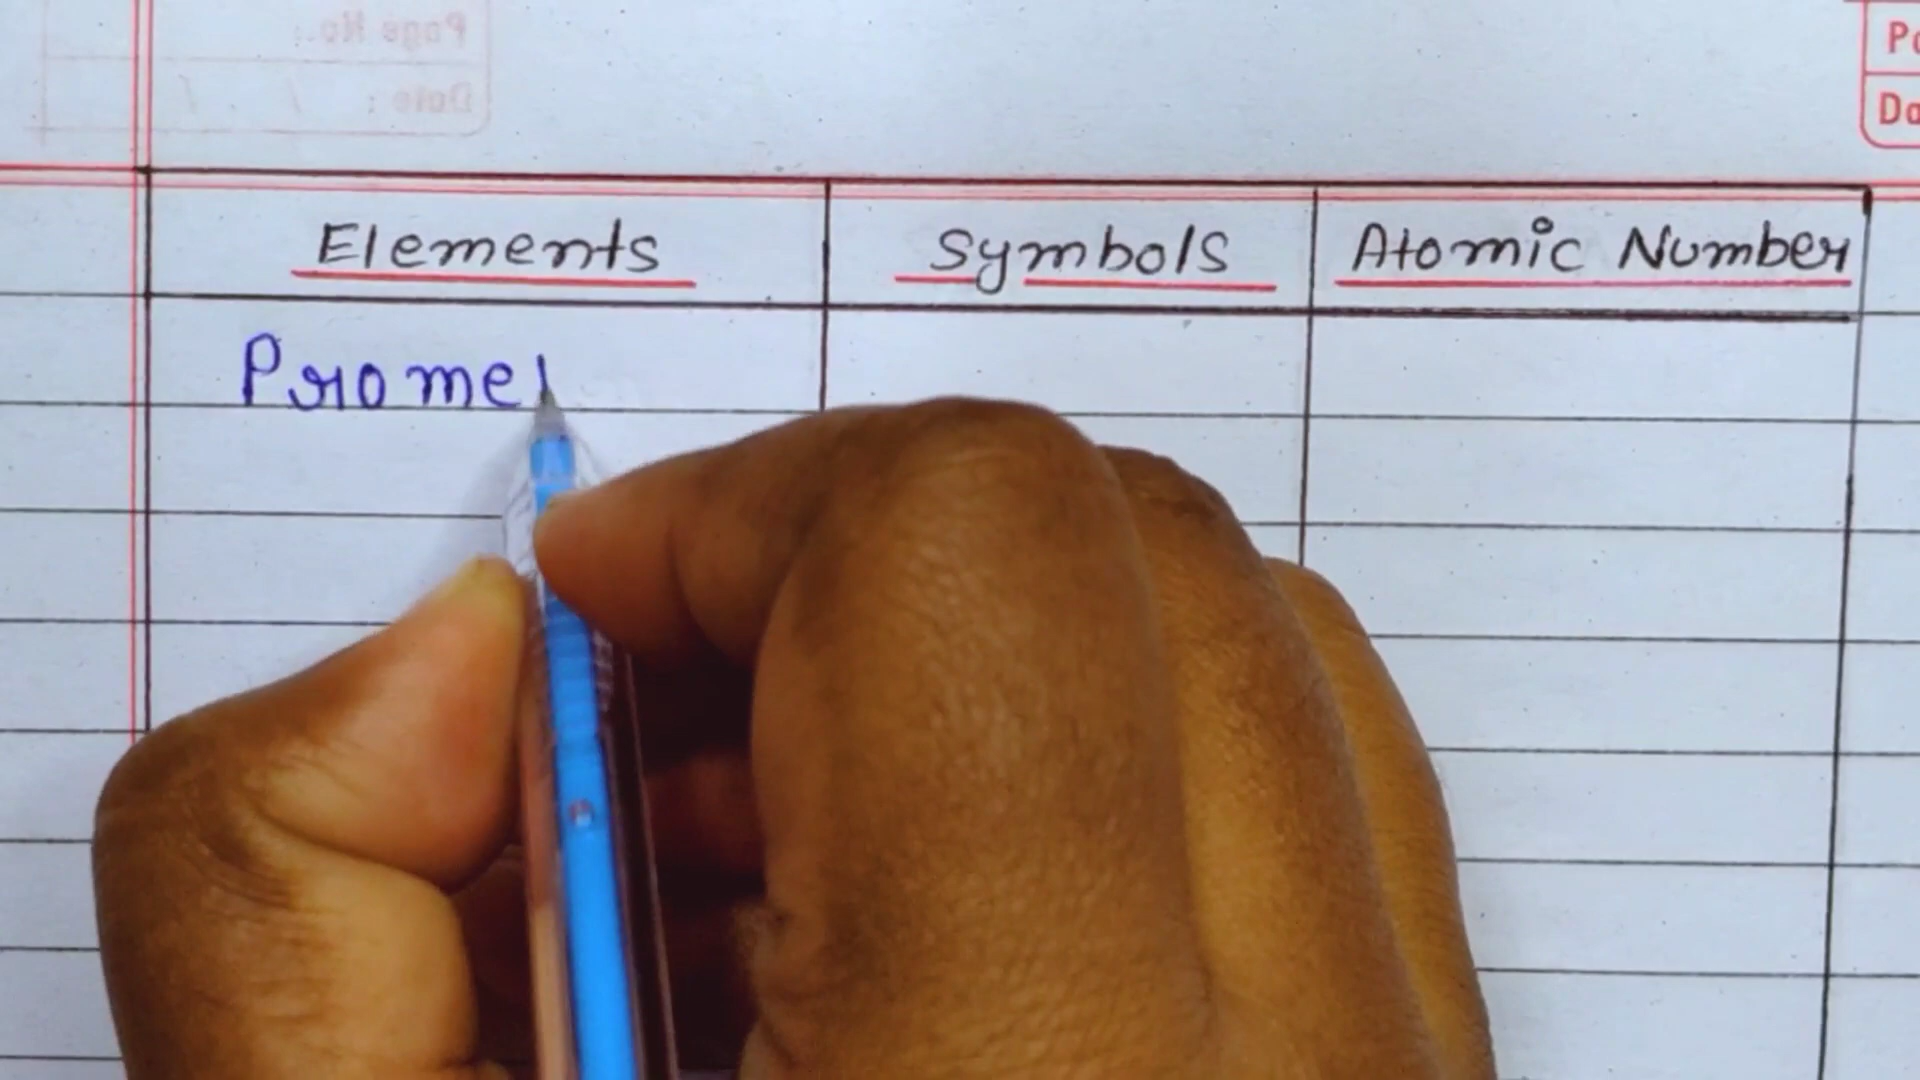 Page No.:
Date: / /
Elements Symbols Atomic Number
Prome